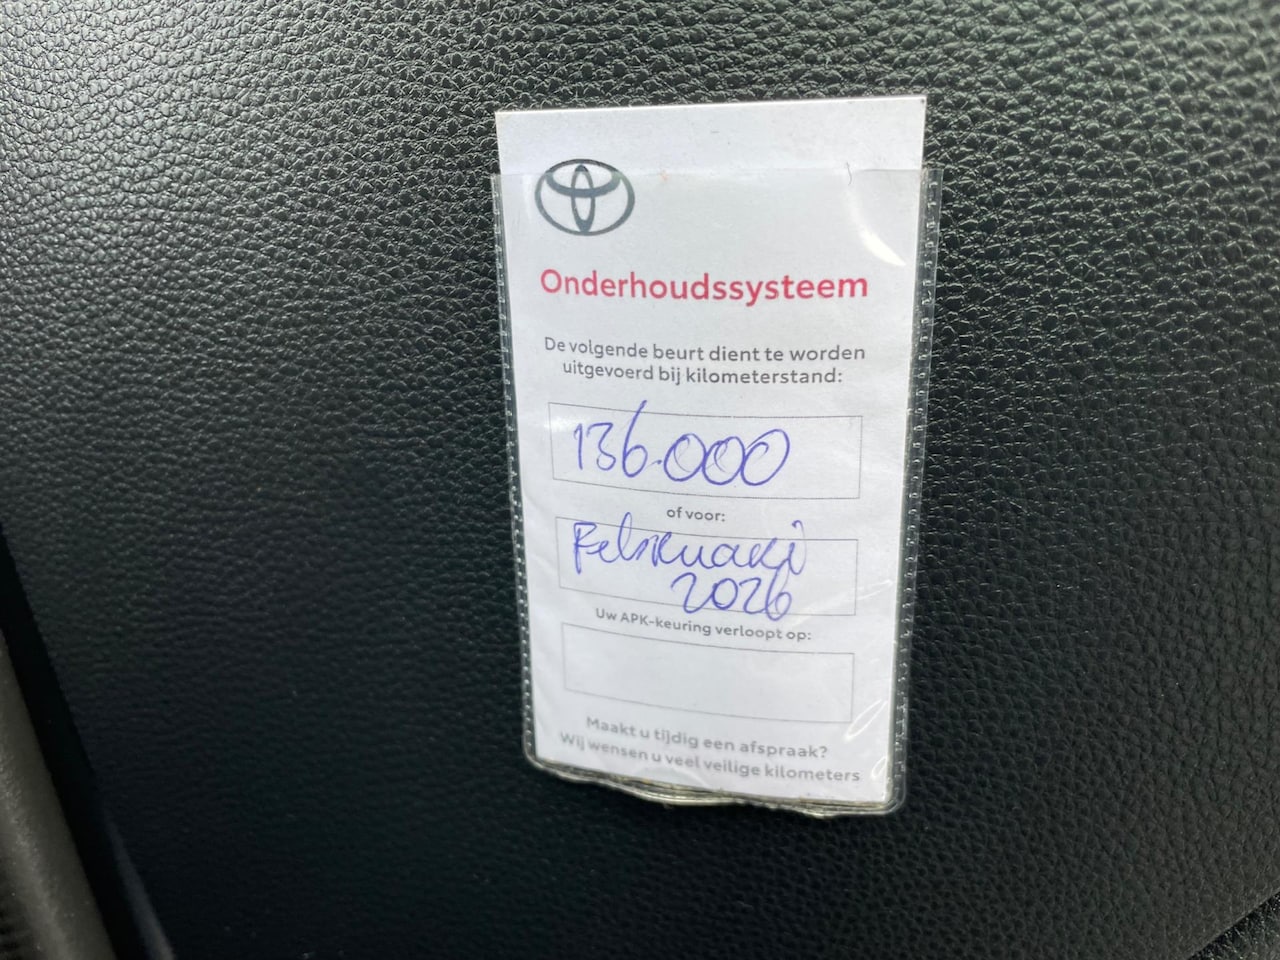 Onderhoudssysteem
De volgende beurt dient te worden
uitgevoerd bij kilometerstand:
136.000
of voor:
Februari
2026
Uw APK-keuring verloopt op:
Maakt u tijdig een afspraak?
Wij wensen u veel veilige kilometers